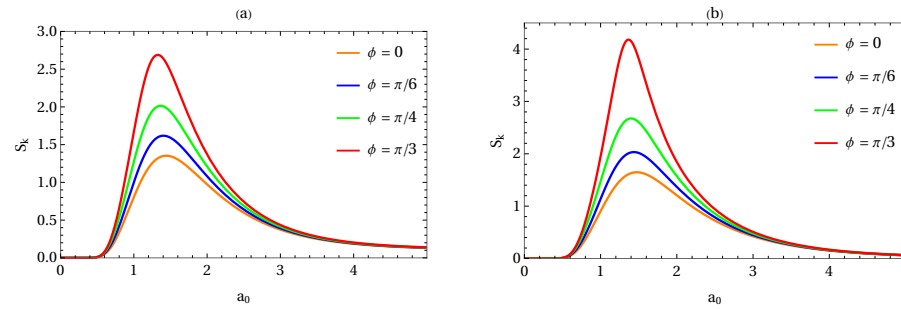 (a)
3.0
2.5
2.0
1.5
1.0
0.5
0.0
S_k
0 1 2 3 4
a_0
ϕ = 0
ϕ = π/6
ϕ = π/4
ϕ = π/3
(b)
4
3
2
1
0
S_k
0 1 2 3 4
a_0
ϕ = 0
ϕ = π/6
ϕ = π/4
ϕ = π/3